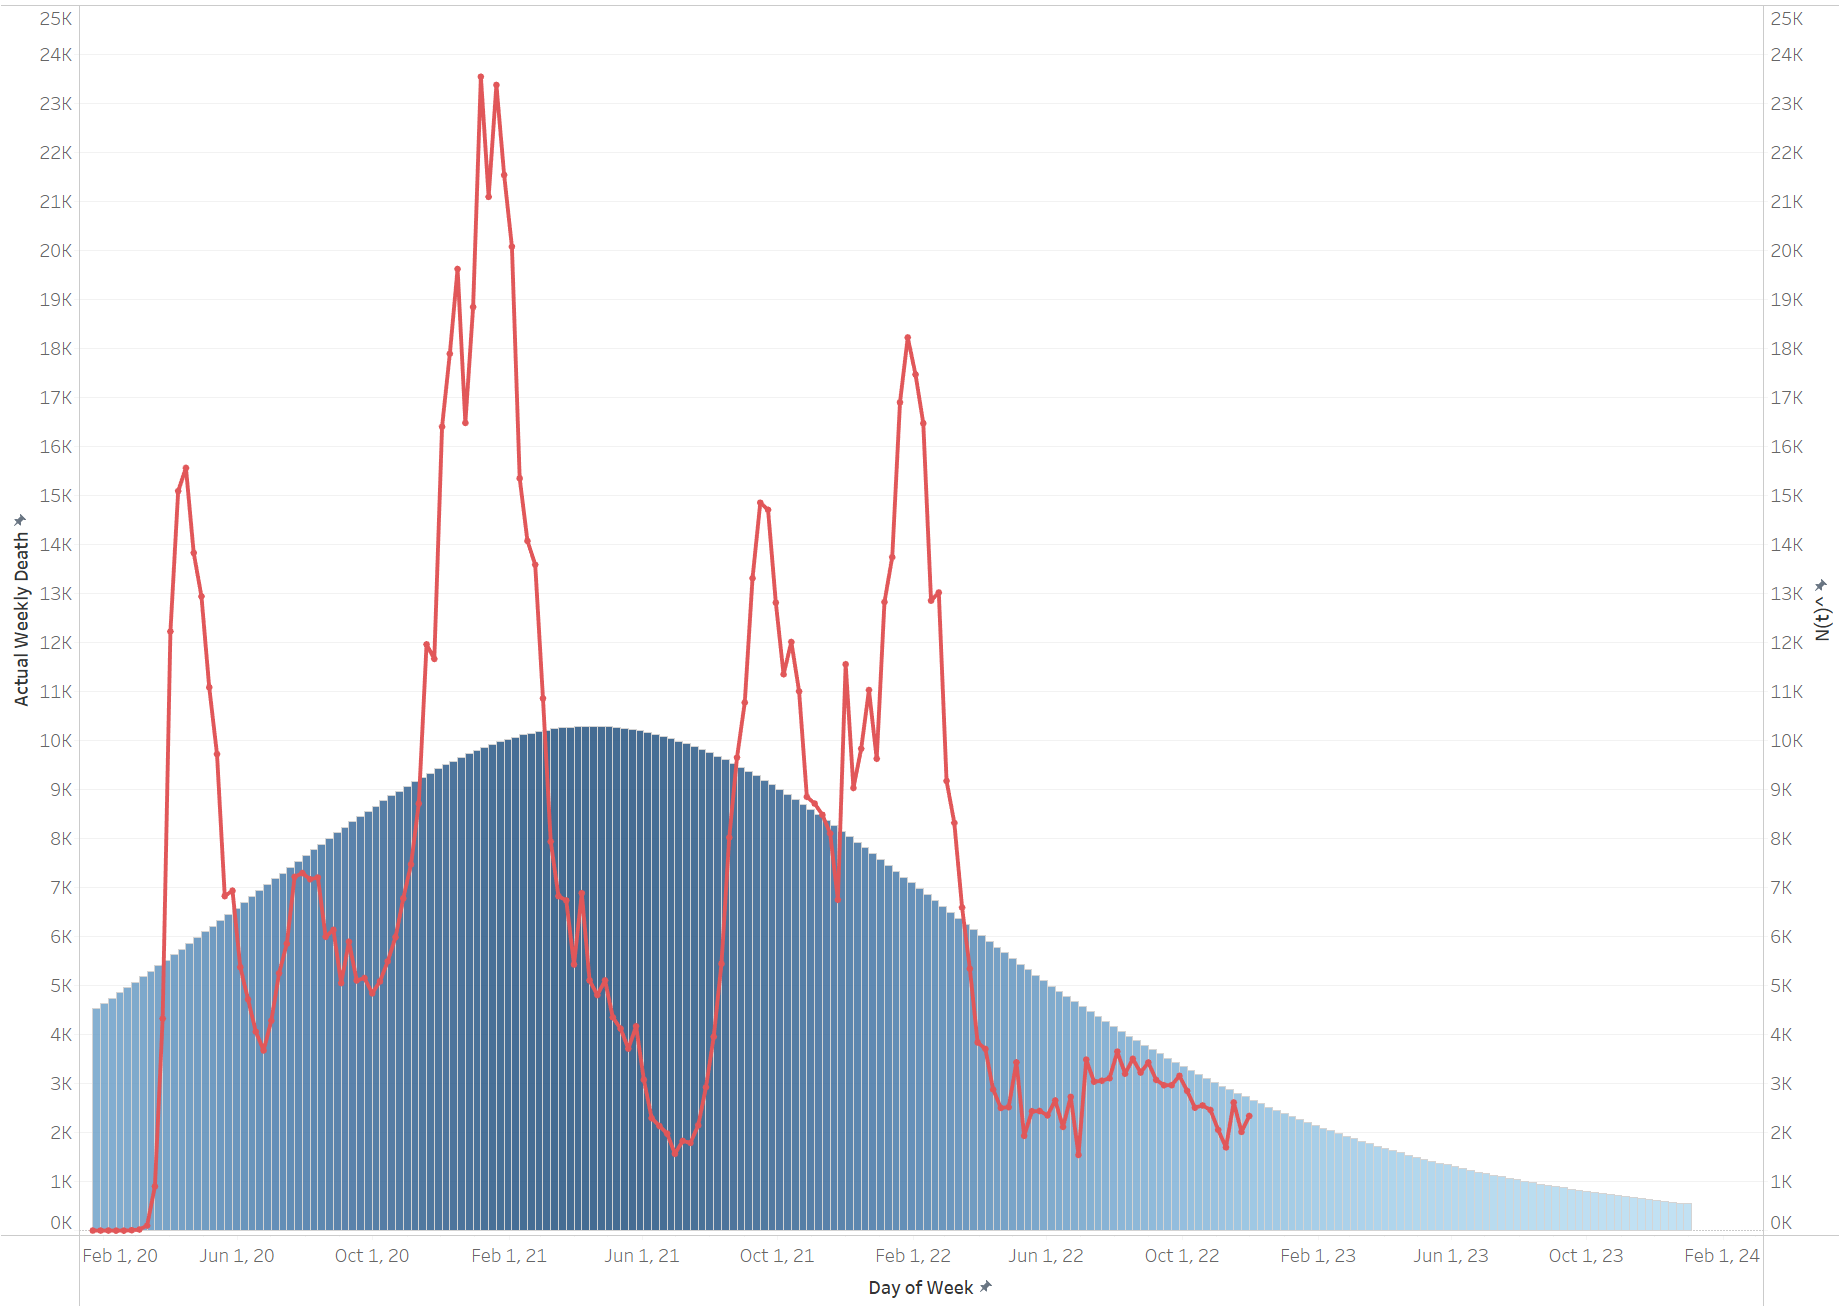 25K
24K
23K
22K
21K
20K
19K
18K
17K
16K
15K
14K
13K
12K
11K
10K
9K
8K
7K
6K
5K
4K
3K
2K
1K
0K
Actual Weekly Death
25K
24K
23K
22K
21K
20K
19K
18K
17K
16K
15K
14K
13K
12K
11K
10K
9K
8K
7K
6K
5K
4K
3K
2K
1K
0K
N(t)^
Feb 1, 20 Jun 1, 20 Oct 1, 20 Feb 1, 21 Jun 1, 21 Oct 1, 21 Feb 1, 22 Jun 1, 22 Oct 1, 22 Feb 1, 23 Jun 1, 23 Oct 1, 23 Feb 1, 24
Day of Week